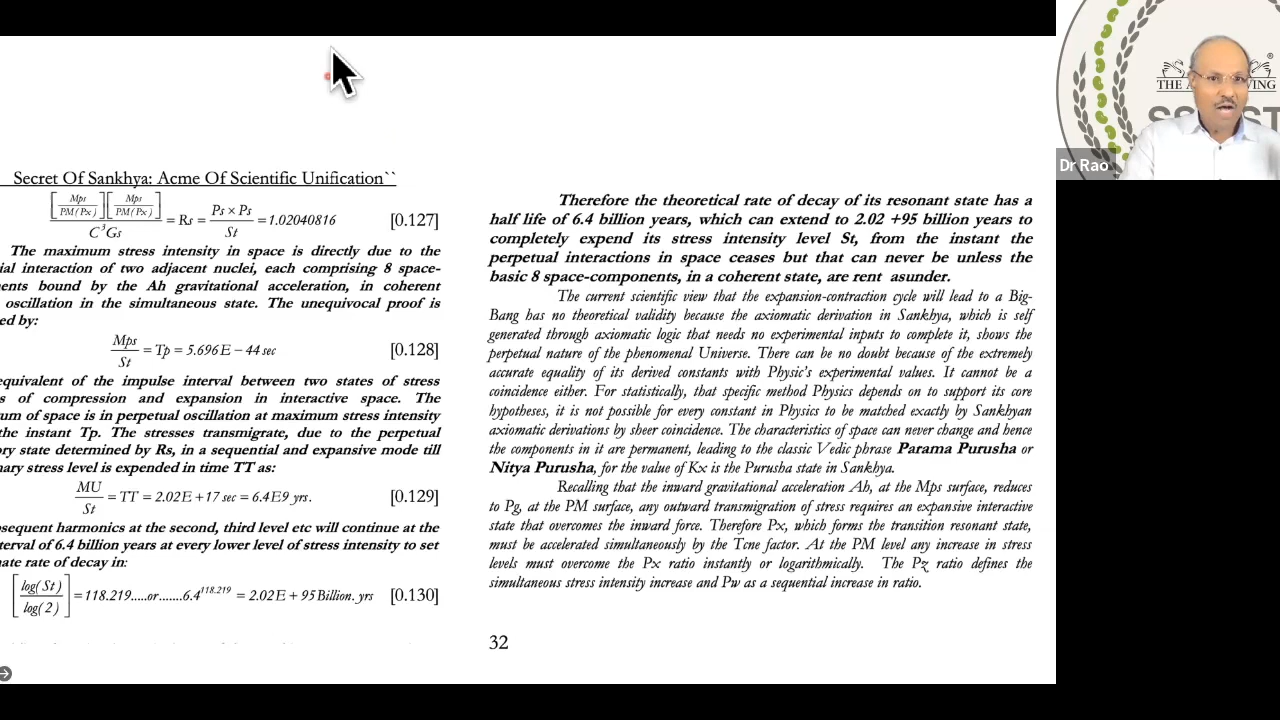 Secret Of Sankhya: Acme Of Scientific Unification``
[Mps / PM ( Px )] [Mps / PM ( Px )] / C³Gs = Rs = Ps × Ps / St = 1.02040816 [0.127]
The maximum stress intensity in space is directly due to the
ial interaction of two adjacent nuclei, each comprising 8 space-
nents bound by the Ah gravitational acceleration, in coherent
oscillation in the simultaneous state. The unequivocal proof is
ed by:
Mps / St = Tp = 5.696E − 44 sec [0.128]
equivalent of the impulse interval between two states of stress
s of compression and expansion in interactive space. The
um of space is in perpetual oscillation at maximum stress intensity
the instant Tp. The stresses transmigrate, due to the perpetual
ory state determined by Rs, in a sequential and expansive mode till
nary stress level is expended in time TT as:
MU / St = TT = 2.02E + 17 sec = 6.4E9 yrs. [0.129]
bsequent harmonics at the second, third level etc will continue at the
terval of 6.4 billion years at every lower level of stress intensity to set
nate rate of decay in:
[log( St ) / log( 2 )] = 118.219.....or.......6.4^118.219 = 2.02E + 95 Billion. yrs [0.130]
Therefore the theoretical rate of decay of its resonant state has a
half life of 6.4 billion years, which can extend to 2.02 +95 billion years to
completely expend its stress intensity level St, from the instant the
perpetual interactions in space ceases but that can never be unless the
basic 8 space-components, in a coherent state, are rent asunder.
The current scientific view that the expansion-contraction cycle will lead to a Big-
Bang has no theoretical validity because the axiomatic derivation in Sankhya, which is self
generated through axiomatic logic that needs no experimental inputs to complete it, shows the
perpetual nature of the phenomenal Universe. There can be no doubt because of the extremely
accurate equality of its derived constants with Physic's experimental values. It cannot be a
coincidence either. For statistically, that specific method Physics depends on to support its core
hypotheses, it is not possible for every constant in Physics to be matched exactly by Sankhyan
axiomatic derivations by sheer coincidence. The characteristics of space can never change and hence
the components in it are permanent, leading to the classic Vedic phrase Parama Purusha or
Nitya Purusha, for the value of Kx is the Purusha state in Sankhya.
Recalling that the inward gravitational acceleration Ah, at the Mps surface, reduces
to Pg, at the PM surface, any outward transmigration of stress requires an expansive interactive
state that overcomes the inward force. Therefore Px, which forms the transition resonant state,
must be accelerated simultaneously by the Tcne factor. At the PM level any increase in stress
levels must overcome the Px ratio instantly or logarithmically. The Pz ratio defines the
simultaneous stress intensity increase and Pw as a sequential increase in ratio.
32
THE
VING
Dr Rao